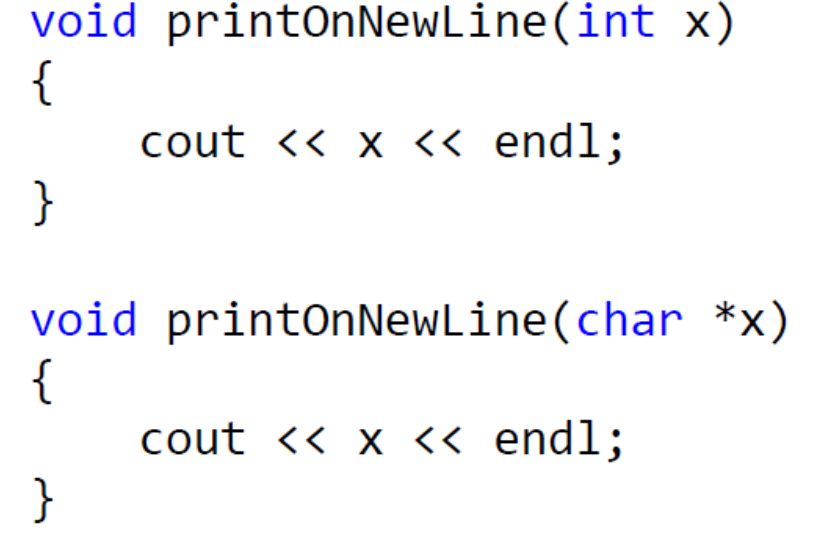 void printOnNewLine(int x)
{
    cout << x << endl;
}

void printOnNewLine(char *x)
{
    cout << x << endl;
}